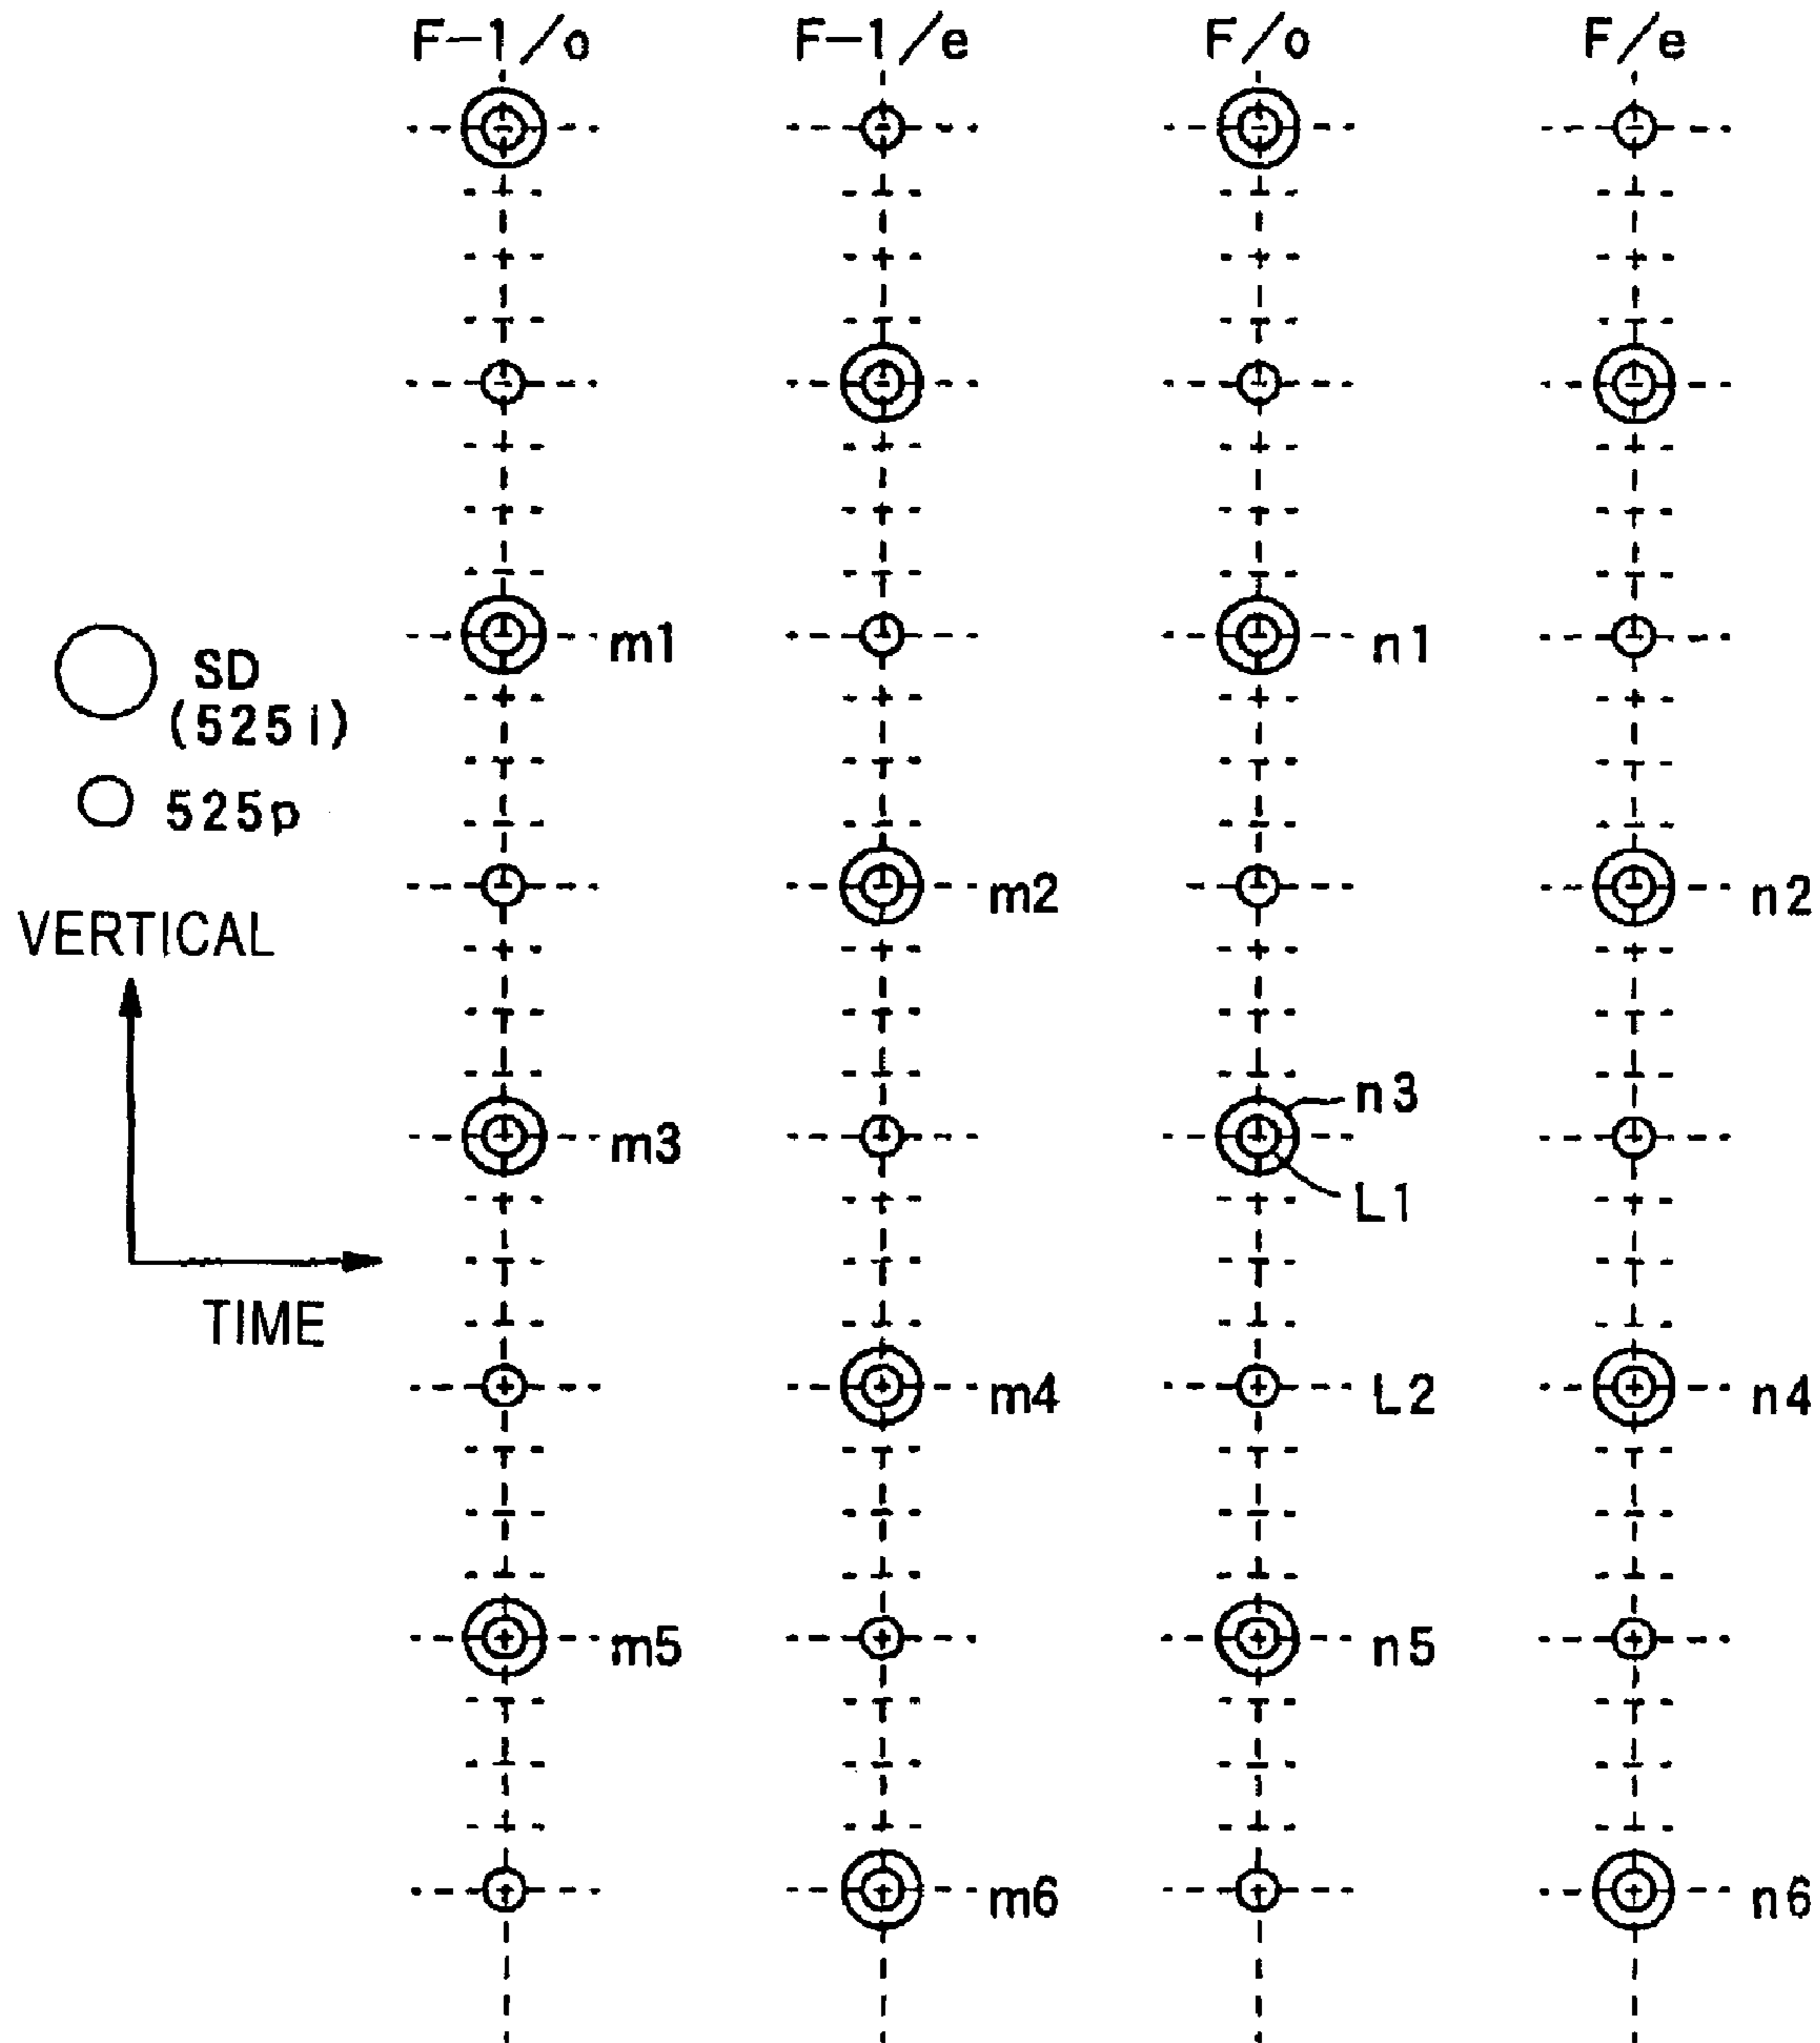 F-1/o F-1/e F/o F/e
m1 n1
SD
(525i)
525p
m2 n2
VERTICAL
n3
m3
L1
TIME
m4 L2 n4
m5 n5
m6 n6